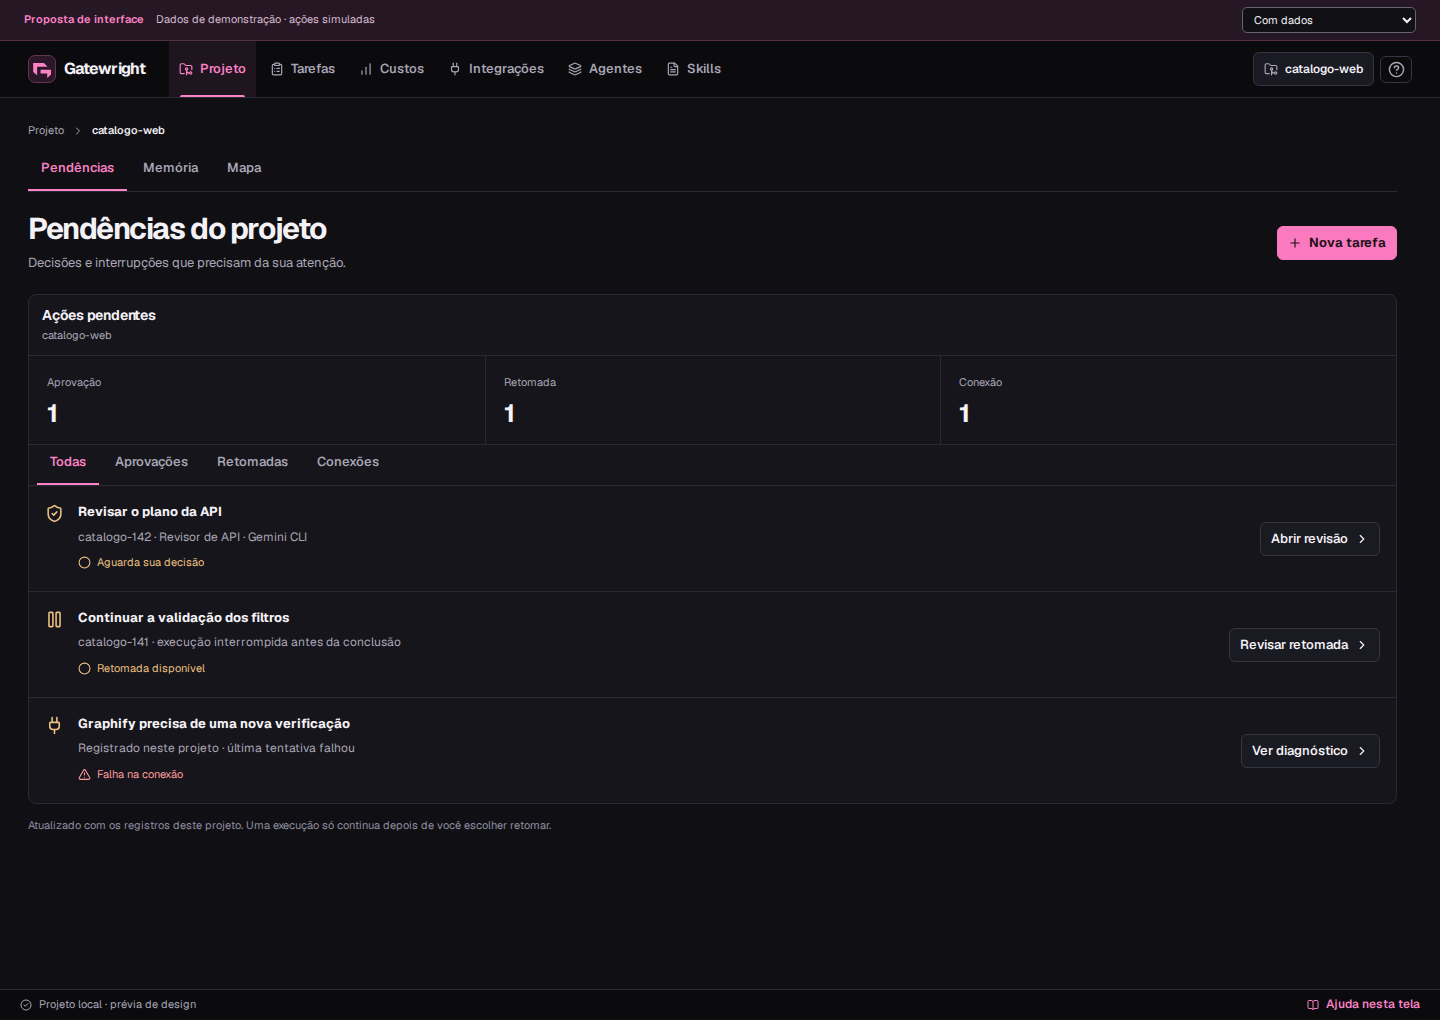 Proposta de interface Dados de demonstração · ações simuladas Com dados
Gatewright Projeto Tarefas Custos Integrações Agentes Skills catalogo-web
Projeto catalogo-web
Pendências Memória Mapa
Pendências do projeto
Nova tarefa
Decisões e interrupções que precisam da sua atenção.
Ações pendentes
catalogo-web
Aprovação Retomada Conexão
1 1 1
Todas Aprovações Retomadas Conexões
Revisar o plano da API
catalogo-142 · Revisor de API · Gemini CLI
Aguarda sua decisão
Abrir revisão
Continuar a validação dos filtros
catalogo-141 · execução interrompida antes da conclusão
Retomada disponível
Revisar retomada
Graphify precisa de uma nova verificação
Registrado neste projeto · última tentativa falhou
Falha na conexão
Ver diagnóstico
Atualizado com os registros deste projeto. Uma execução só continua depois de você escolher retomar.
Projeto local · prévia de design Ajuda nesta tela